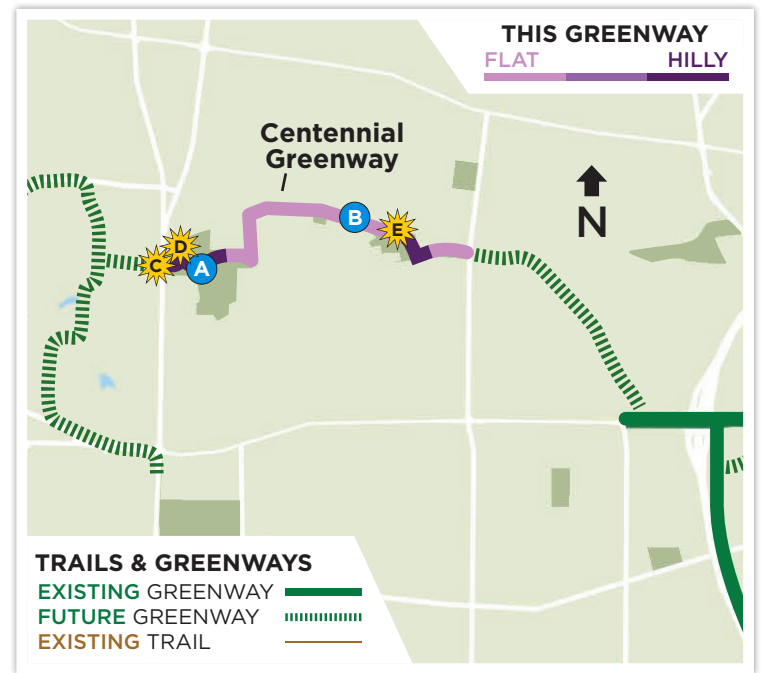 THIS GREENWAY
FLAT HILLY
Centennial
Greenway
N
B
E
D
C
A
TRAILS & GREENWAYS
EXISTING GREENWAY
FUTURE GREENWAY
EXISTING TRAIL